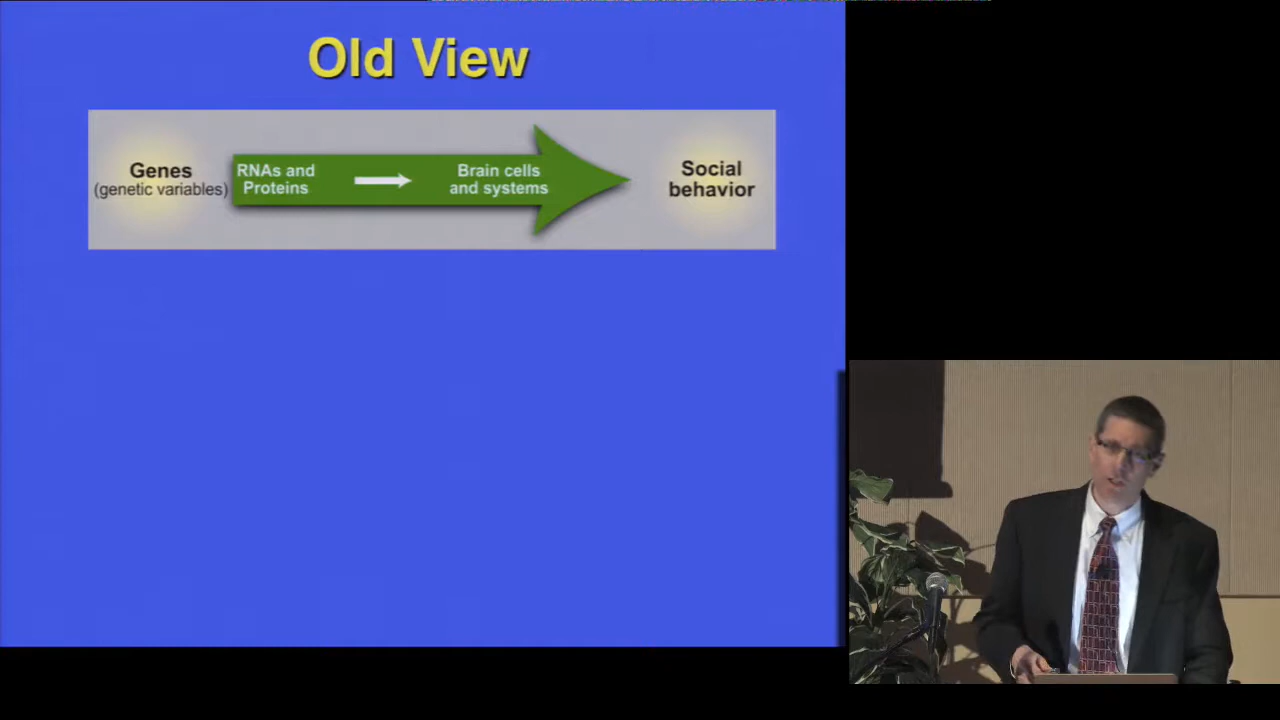 Old View
Genes
(genetic variables)
RNAs and
Proteins
Brain cells
and systems
Social
behavior